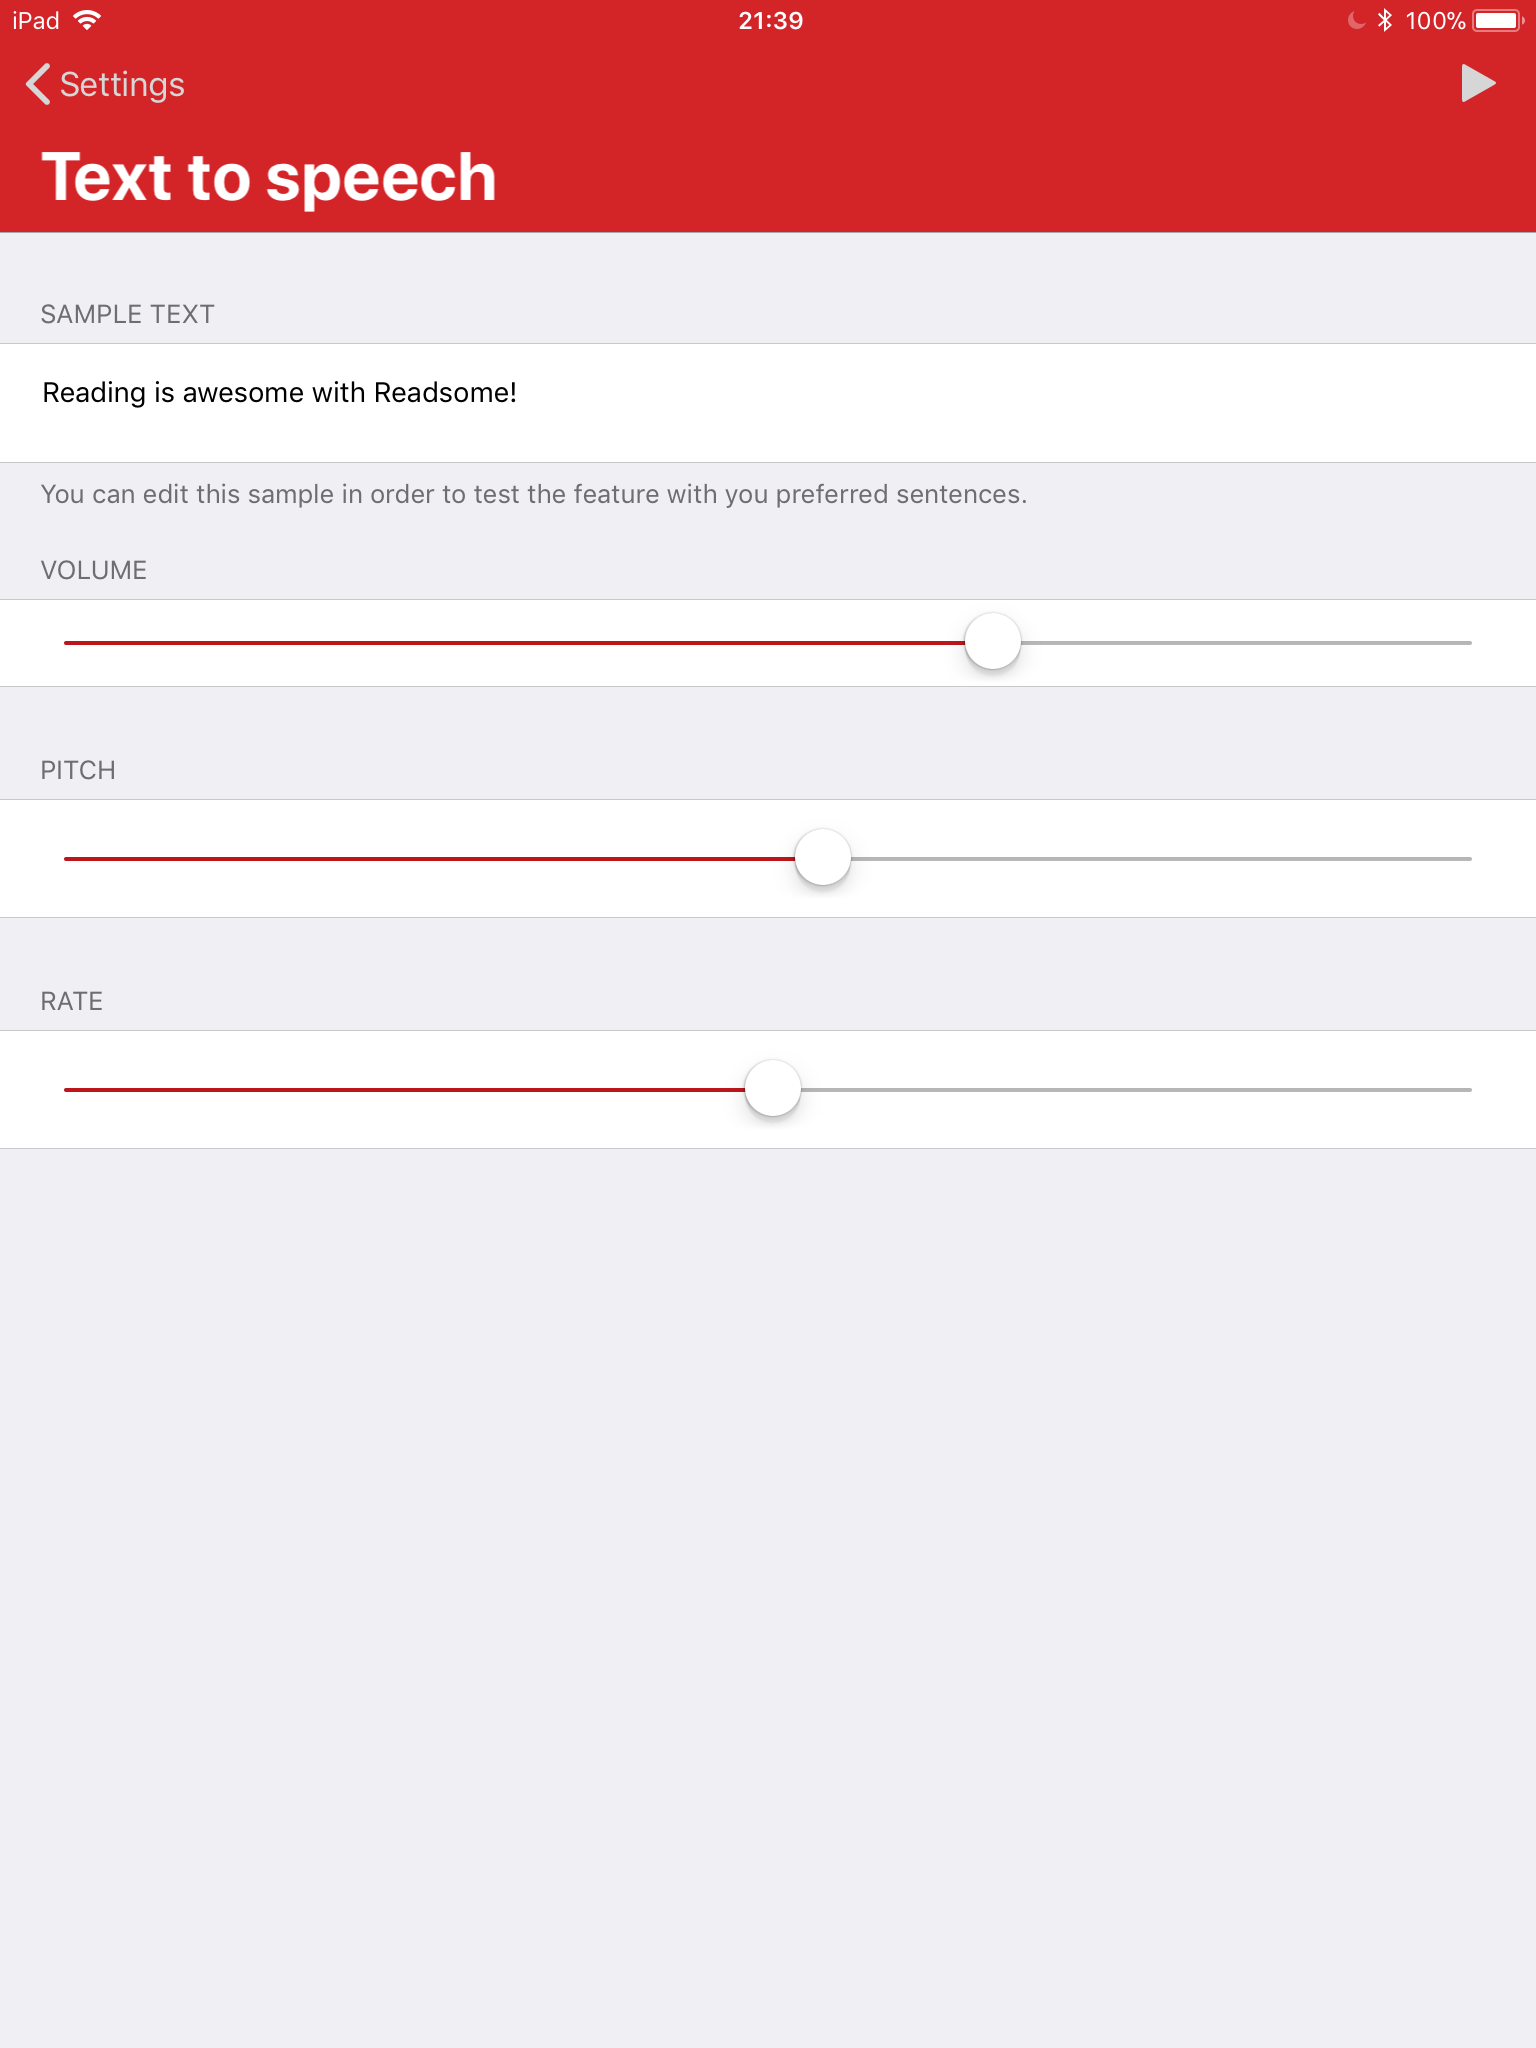 iPad 21:39 100%
Settings
Text to speech
SAMPLE TEXT
Reading is awesome with Readsome!
You can edit this sample in order to test the feature with you preferred sentences.
VOLUME
PITCH
RATE